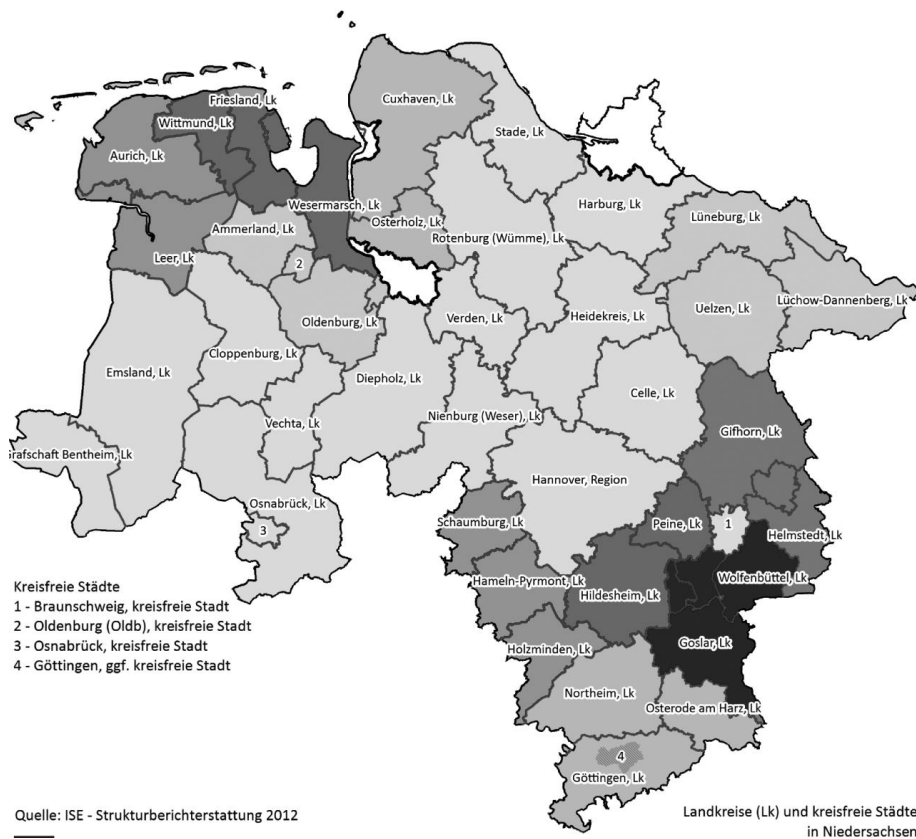 Friesland, Lk
Wittmund, Lk
Cuxhaven, Lk
Stade, Lk
Aurich, Lk
Wesermarsch, Lk
Harburg, Lk
Osterholz, Lk
Lüneburg, Lk
Ammerland, Lk
Rotenburg (Wümme), Lk
Leer, Lk
2
Lüchow-Dannenberg, Lk
Uelzen, Lk
Oldenburg, Lk
Verden, Lk
Heidekreis, Lk
Cloppenburg, Lk
Emsland, Lk
Diepholz, Lk
Celle, Lk
Vechta, Lk
Nienburg (Weser), Lk
Gifhorn, Lk
Grafschaft Bentheim, Lk
Hannover, Region
Osnabrück, Lk
Schaumburg, Lk
Peine, Lk
1
3
Helmstedt, Lk
Hameln-Pyrmont, Lk
Wolfenbüttel, Lk
Hildesheim, Lk
Goslar, Lk
Holzminden, Lk
Northeim, Lk
Osterode am Harz, Lk
4
Göttingen, Lk
Kreisfreie Städte
1 - Braunschweig, kreisfreie Stadt
2 - Oldenburg (Oldb), kreisfreie Stadt
3 - Osnabrück, kreisfreie Stadt
4 - Göttingen, ggf. kreisfreie Stadt
Quelle: ISE - Strukturberichterstattung 2012
Landkreise (Lk) und kreisfreie Städte
in Niedersachsen